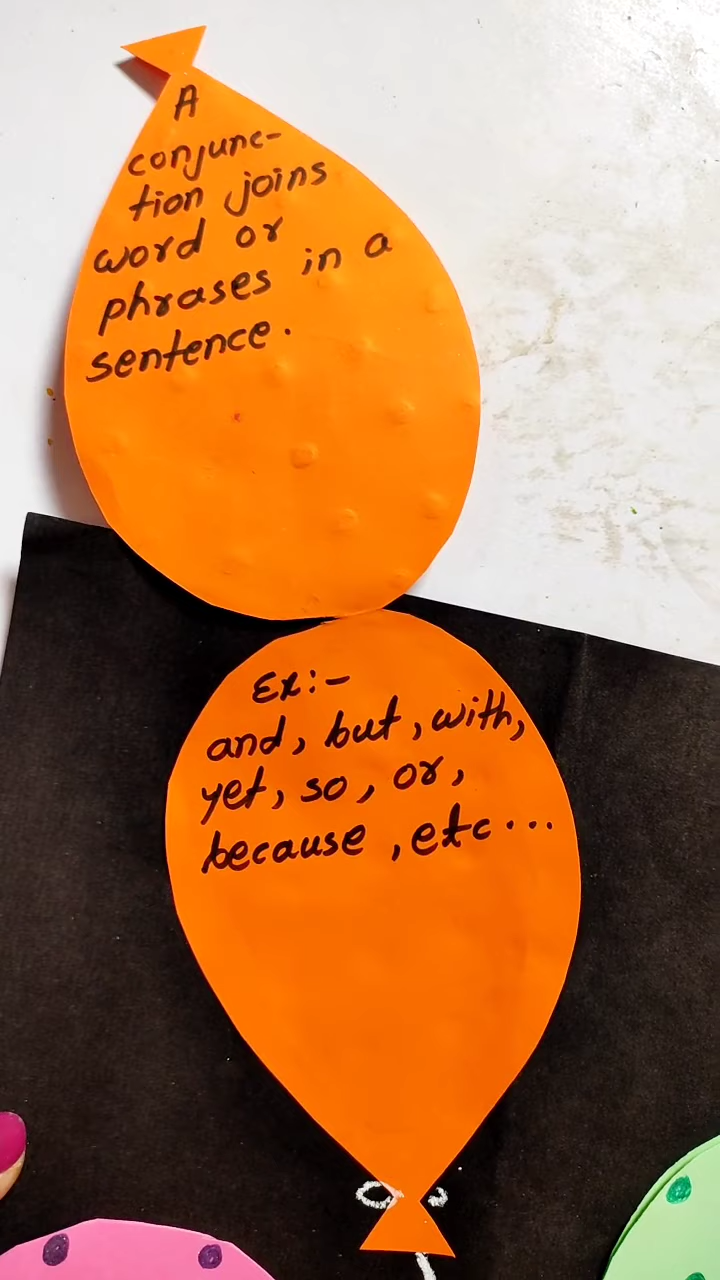 A
conjunc-
tion joins
word or
phrases in a
sentence.
Ex:-
and, but, with,
yet, so, or,
because, etc...